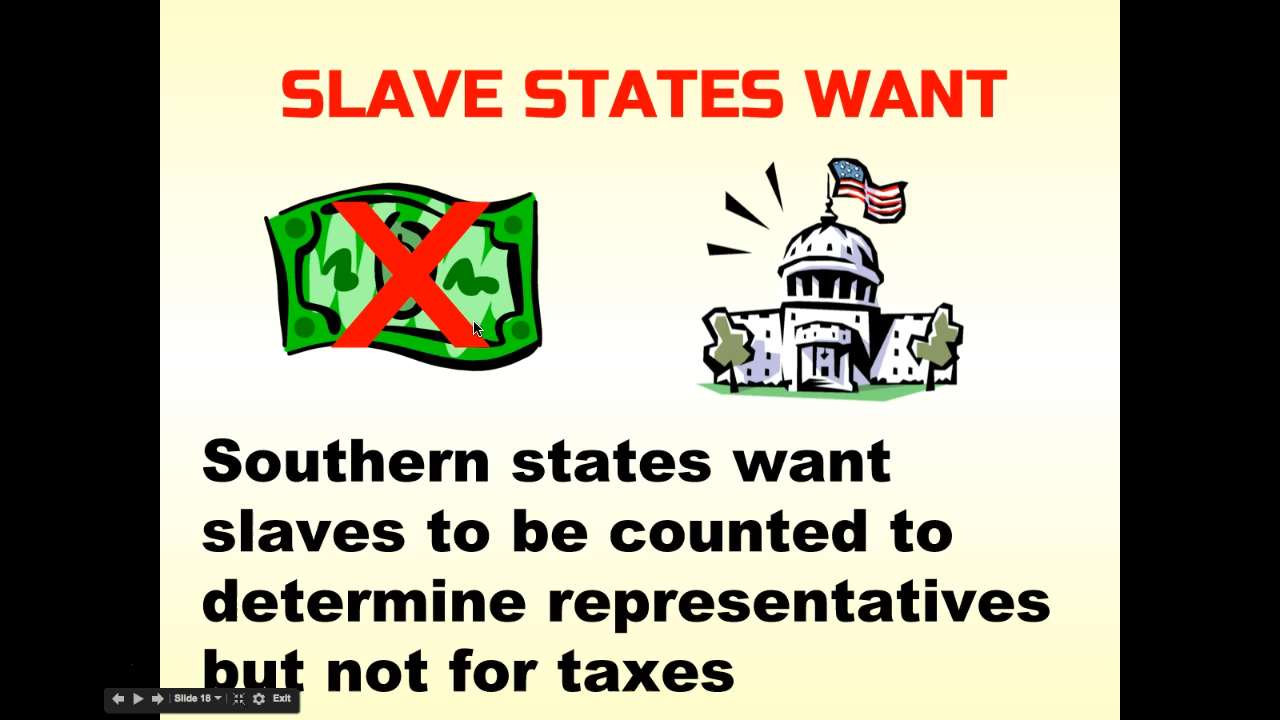 SLAVE STATES WANT
Southern states want
slaves to be counted to
determine representatives
but not for taxes
Slide 18
Exit